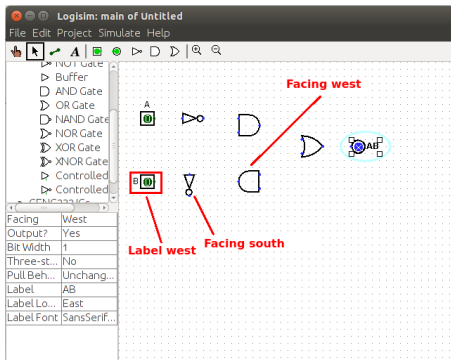 Logisim: main of Untitled
File Edit Project Simulate Help
A
NOT Gate
Buffer
AND Gate
OR Gate
NAND Gate
NOR Gate
XOR Gate
XNOR Gate
Controlled
Controlled
Facing west
A
AB
B
Label west
Facing south
Facing West
Output? Yes
Bit Width 1
Three-st... No
Pull Beh... Unchang...
Label AB
Label Lo... East
Label Font SansSerif...